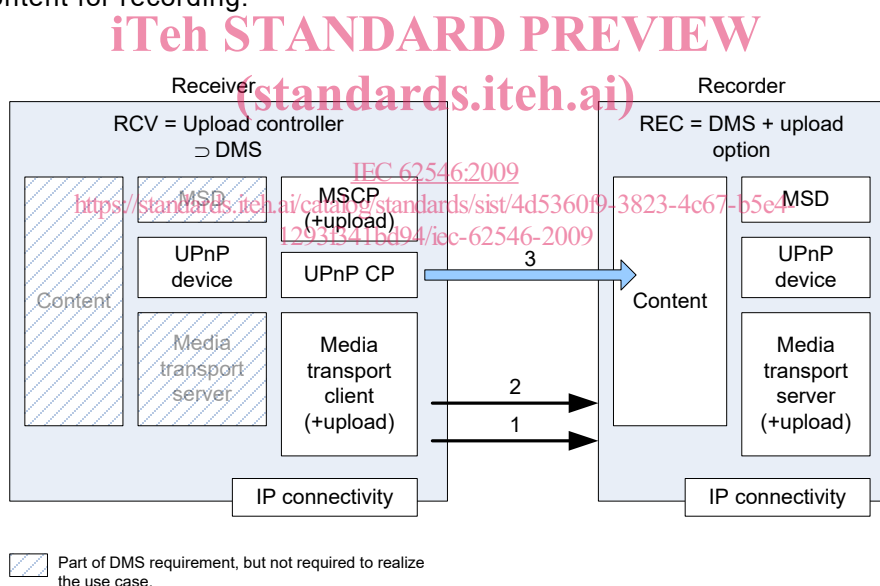 ontent for recording.
iTeh STANDARD PREVIEW
(standards.iteh.ai)
Receiver
Recorder
RCV = Upload controller
⊃ DMS
REC = DMS + upload
option
IEC 62546:2009
https://standards.iteh.ai/catalog/standards/sist/4d5360f9-3823-4c67-b5e4-
1293f341bd94/iec-62546-2009
Content
MSD
UPnP
device
Media
transport
server
MSCP
(+upload)
UPnP CP
Media
transport
client
(+upload)
IP connectivity
3
2
1
Content
MSD
UPnP
device
Media
transport
server
(+upload)
IP connectivity
Part of DMS requirement, but not required to realize
the use case.